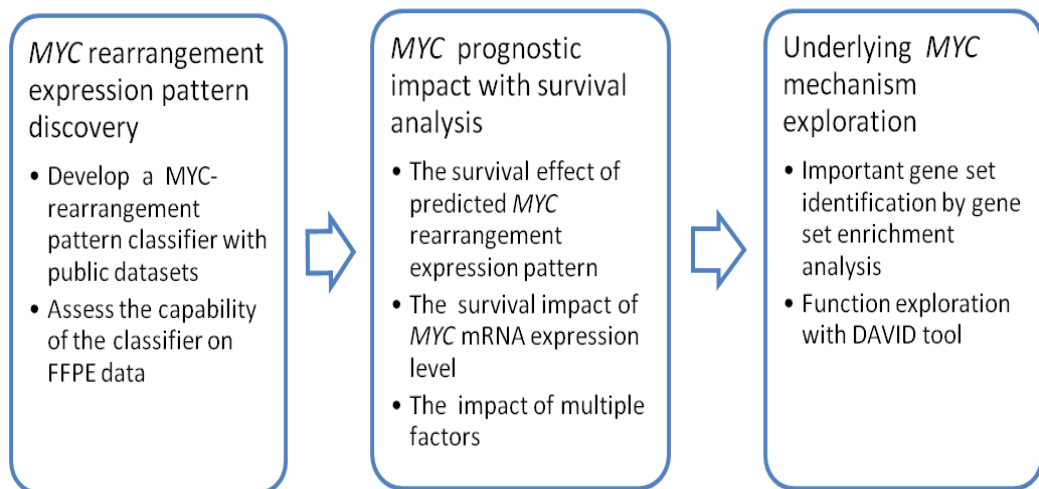 MYC rearrangement
expression pattern
discovery
• Develop a MYC-
rearrangement
pattern classifier with
public datasets
• Assess the capability
of the classifier on
FFPE data
MYC prognostic
impact with survival
analysis
• The survival effect of
predicted MYC
rearrangement
expression pattern
• The survival impact of
MYC mRNA expression
level
• The impact of multiple
factors
Underlying MYC
mechanism
exploration
• Important gene set
identification by gene
set enrichment
analysis
• Function exploration
with DAVID tool